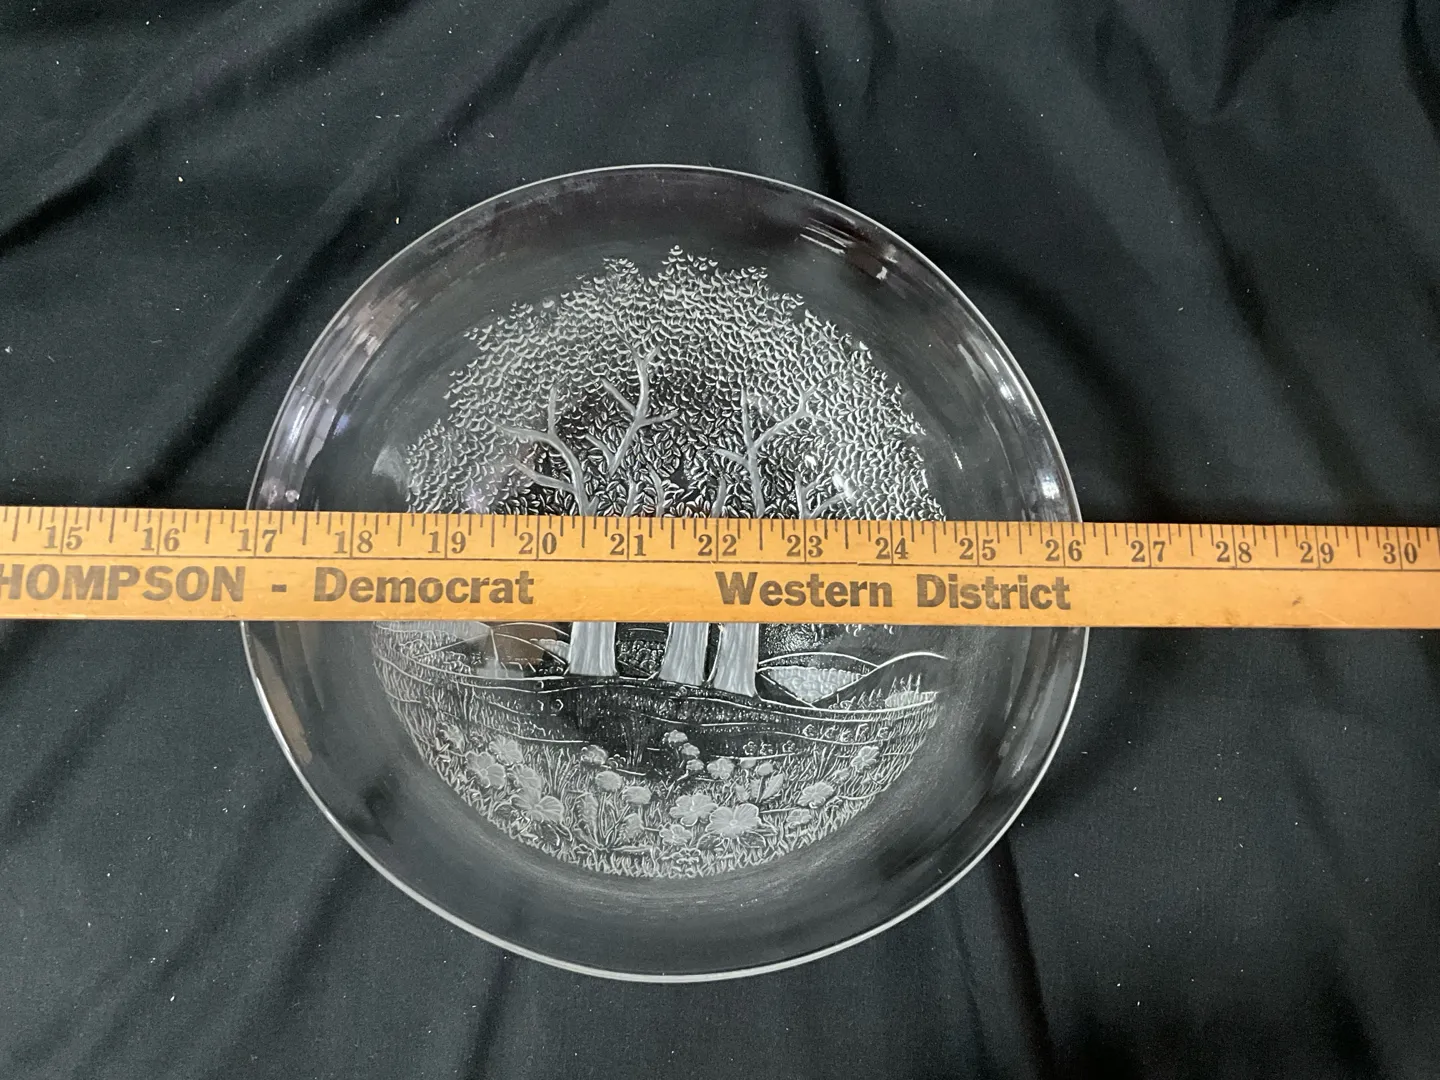 15 16 17 18 19 20 21 22 23 24 25 26 27 28 29 30
HOMPSON - Democrat Western District